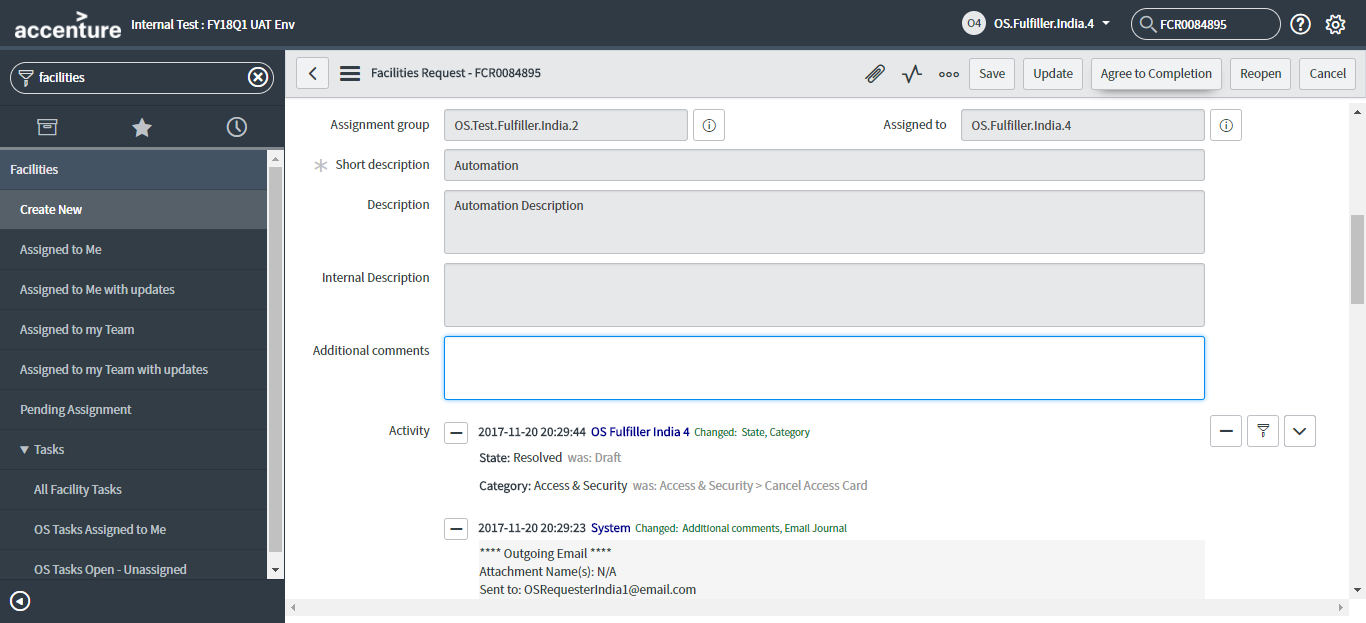 accenture Internal Test : FY18Q1 UAT Env O4 OS.Fulfiller.India.4 FCR0084895
facilities
Facilities Request - FCR0084895 Save Update Agree to Completion Reopen Cancel
Facilities
Create New
Assigned to Me
Assigned to Me with updates
Assigned to my Team
Assigned to my Team with updates
Pending Assignment
Tasks
All Facility Tasks
OS Tasks Assigned to Me
OS Tasks Open - Unassigned
Assignment group OS.Test.Fulfiller.India.2 Assigned to OS.Fulfiller.India.4
Short description Automation
Description Automation Description
Internal Description
Additional comments
Activity 2017-11-20 20:29:44 OS Fulfiller India 4 Changed: State, Category
State: Resolved was: Draft
Category: Access & Security was: Access & Security > Cancel Access Card
2017-11-20 20:29:23 System Changed: Additional comments, Email Journal
**** Outgoing Email ****
Attachment Name(s): N/A
Sent to: OSRequesterIndia1@email.com